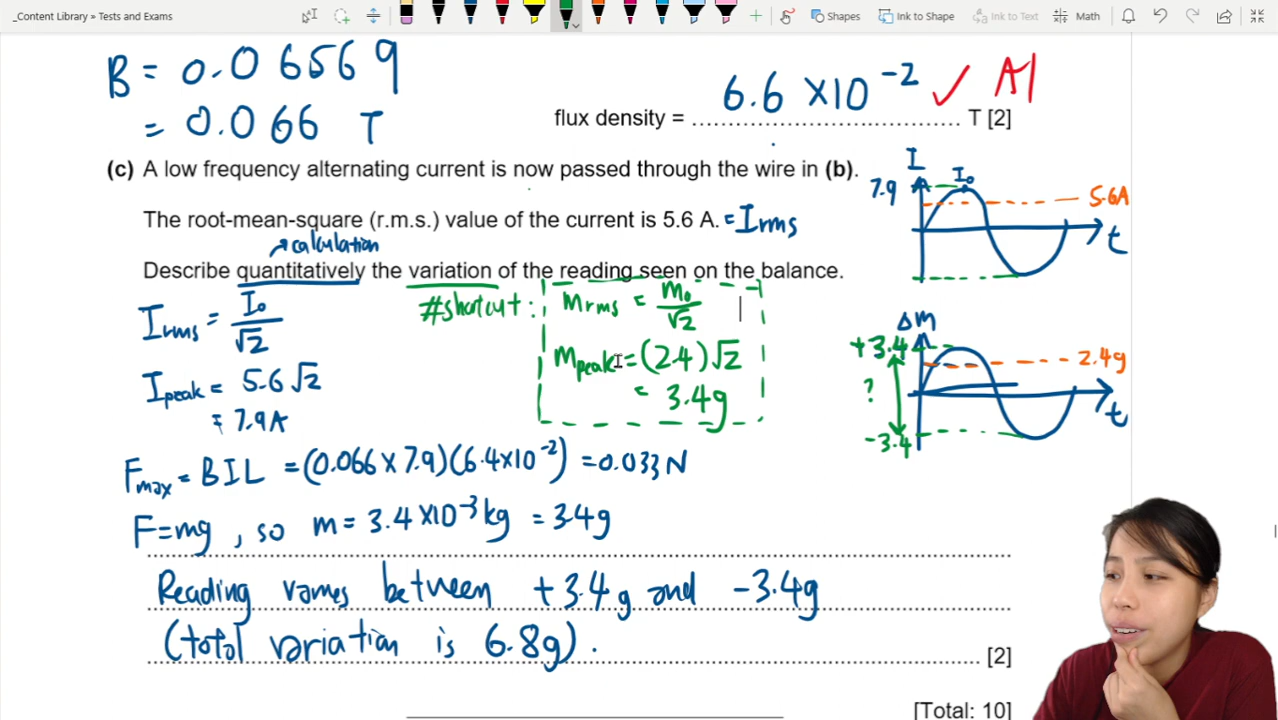 _Content Library » Tests and Exams
Shapes
Ink to Shape
Ink to Text
Math
B = 0.06569
= 0.066 T
flux density = 6.6 ×10⁻² T [2]
✓ A1
(c) A low frequency alternating current is now passed through the wire in (b).
The root-mean-square (r.m.s.) value of the current is 5.6 A. = Irms
calculation
Describe quantitatively the variation of the reading seen on the balance.
Irms = I₀/√2
Ipeak = 5.6√2
= 7.9A
#shortcut:
mrms = m₀/√2
mpeak = (2.4)√2
= 3.4g
I
7.9
I₀
5.6A
t
Δm
+3.4
2.4g
?
t
-3.4
Fmax = BIL = (0.066 × 7.9)(6.4×10⁻²) = 0.033N
F=mg, so m = 3.4 ×10⁻³kg = 3.4g
Reading varies between +3.4g and -3.4g
(total variation is 6.8g).
[2]
[Total: 10]